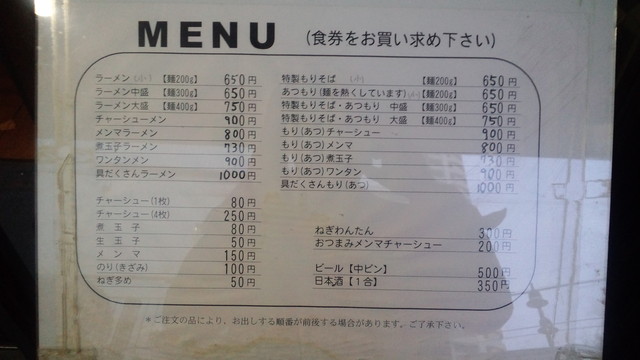 MENU (食券をお買い求め下さい)
ラーメン 【麺200g】 650円
ラーメン中盛 【麺300g】 650円
ラーメン大盛 【麺400g】 750円
チャーシューメン 900円
メンマラーメン 800円
煮玉子ラーメン 730円
ワンタンメン 900円
具だくさんラーメン 1000円
チャーシュー(1枚) 80円
チャーシュー(4枚) 250円
煮玉子 80円
生玉子 50円
メンマ 150円
のり(きざみ) 100円
ねぎ多め 50円
特製もりそば 【麺200g】 650円
あつもり(麺を熱くしています) 【麺200g】 650円
特製もりそば・あつもり 中盛 【麺300g】 650円
特製もりそば・あつもり 大盛 【麺400g】 750円
もり(あつ)チャーシュー 900円
もり(あつ)メンマ 800円
もり(あつ)煮玉子 730円
もり(あつ)ワンタン 900円
具だくさんもり(あつ) 1000円
ねぎわんたん 300円
おつまみメンマチャーシュー 200円
ビール【中ビン】 500円
日本酒【1合】 350円
*ご注文の品により、お出しする順番が前後する場合があります。ご了承下さい。